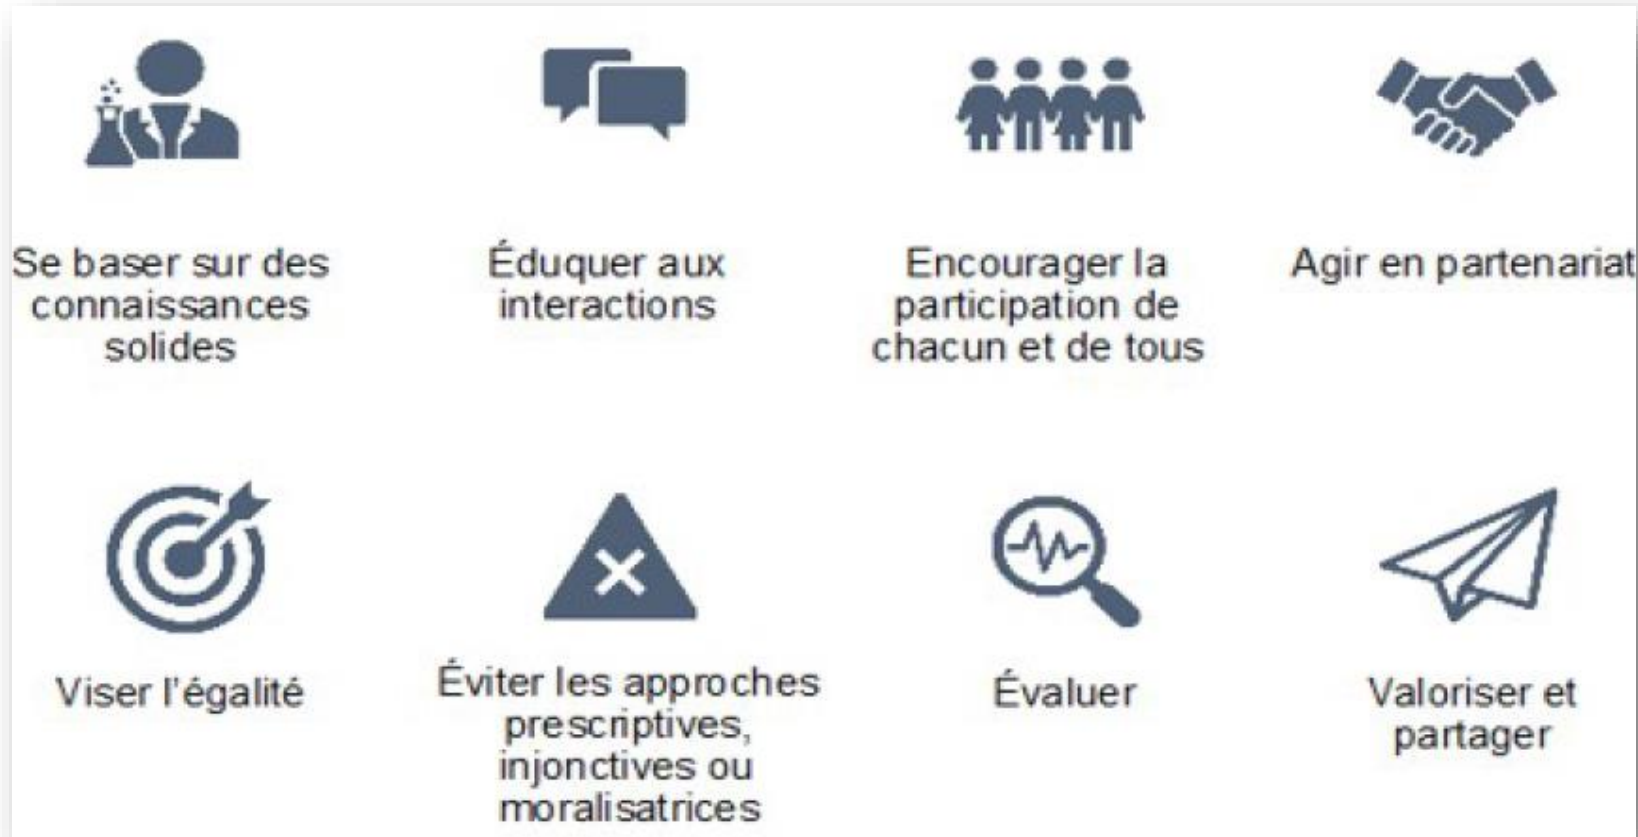 Se baser sur des
connaissances
solides
Éduquer aux
interactions
Encourager la
participation de
chacun et de tous
Agir en partenariat
Viser l'égalité
Éviter les approches
prescriptives,
injonctives ou
moralisatrices
Évaluer
Valoriser et
partager